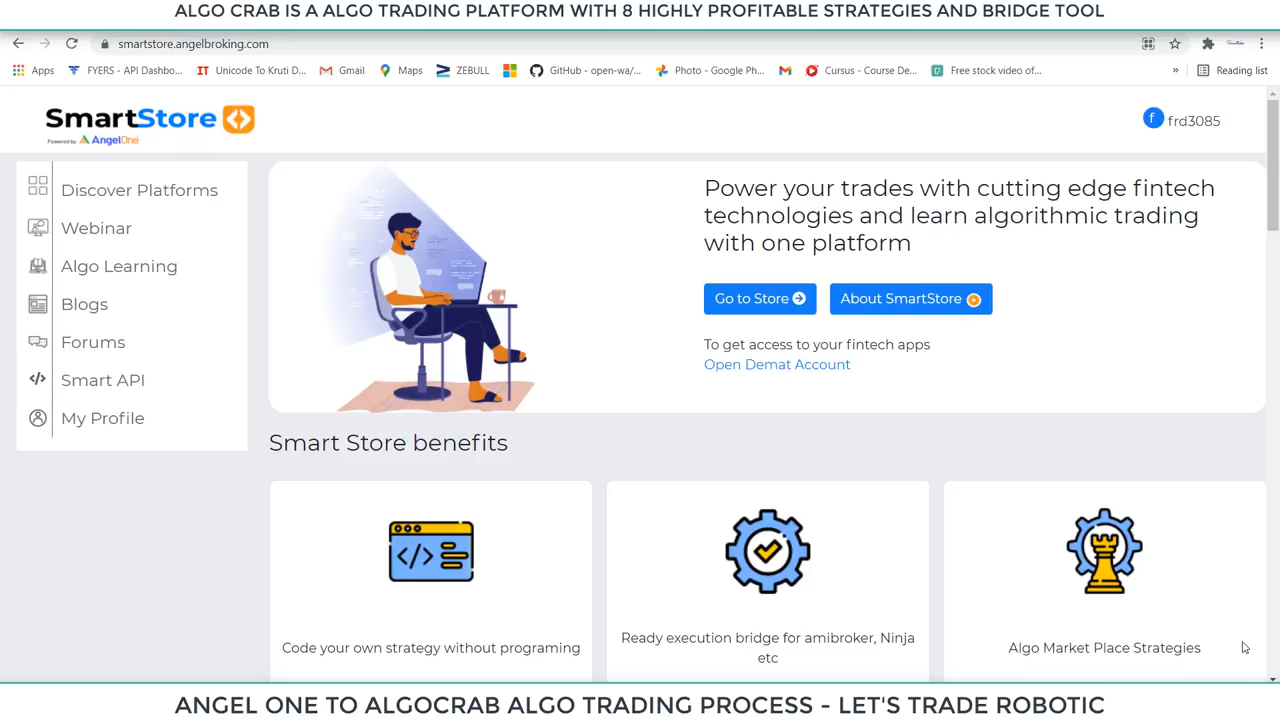 ALGO CRAB IS A ALGO TRADING PLATFORM WITH 8 HIGHLY PROFITABLE STRATEGIES AND BRIDGE TOOL
smartstore.angelbroking.com
Apps FYERS - API Dashbo... Unicode To Kruti D... Gmail Maps ZEBULL GitHub - open-wa/... Photo - Google Ph... Cursus - Course De... Free stock video of... » Reading list
SmartStore
Powered by AngelOne
f frd3085
Discover Platforms
Webinar
Algo Learning
Blogs
Forums
Smart API
My Profile
Power your trades with cutting edge fintech
technologies and learn algorithmic trading
with one platform
Go to Store About SmartStore
To get access to your fintech apps
Open Demat Account
Smart Store benefits
Code your own strategy without programing
Ready execution bridge for amibroker, Ninja
etc
Algo Market Place Strategies
ANGEL ONE TO ALGOCRAB ALGO TRADING PROCESS - LET'S TRADE ROBOTIC